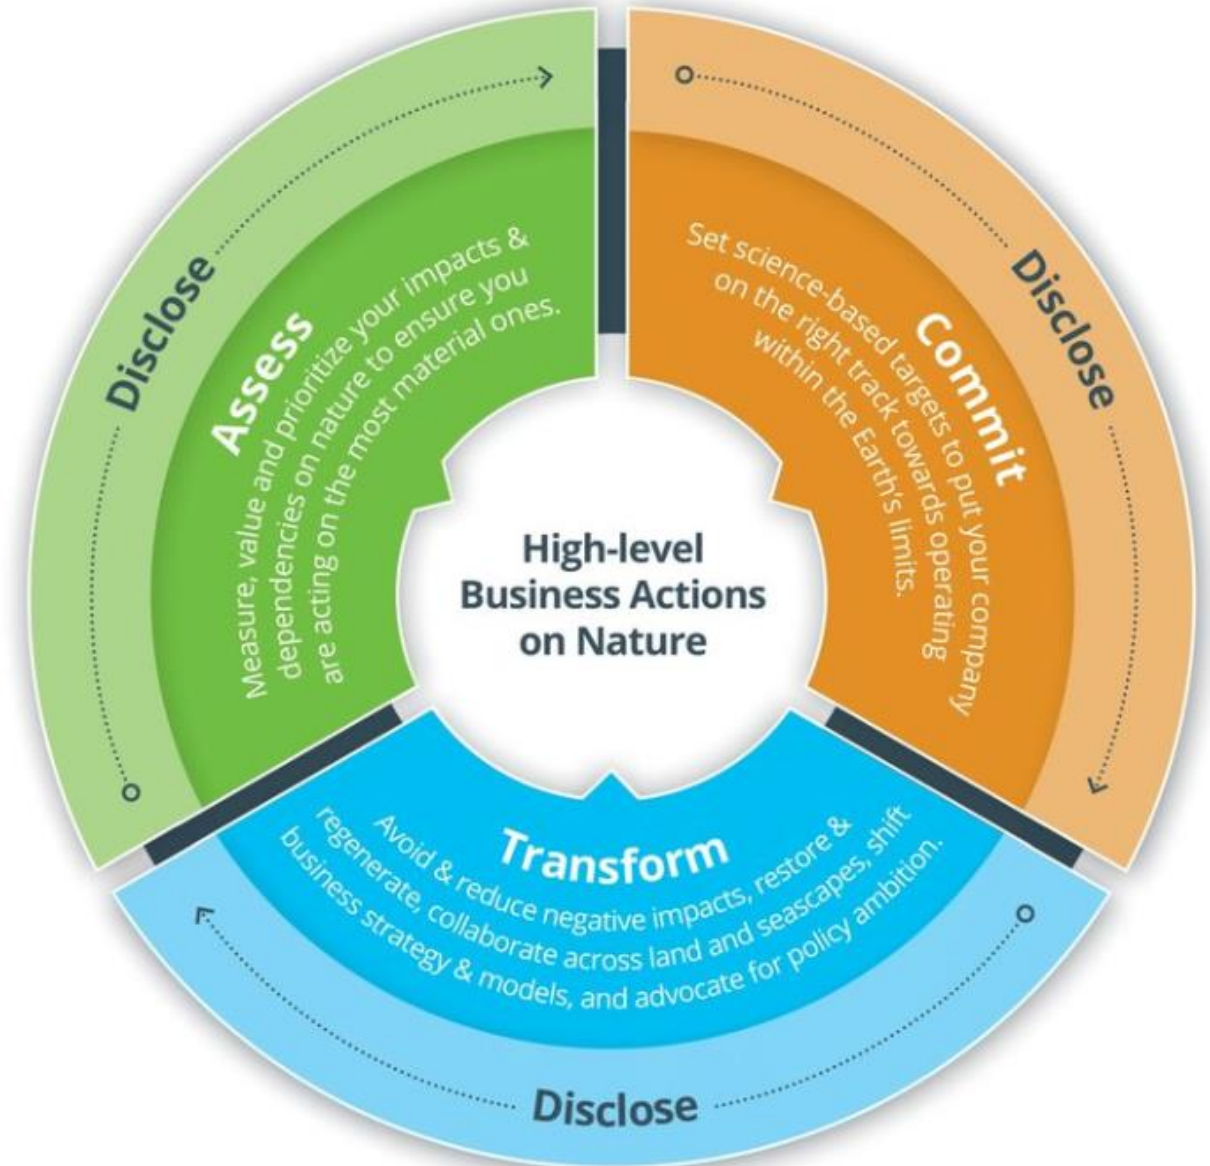 High-level
Business Actions
on Nature
Disclose
Assess
Measure, value and prioritize your impacts &
dependencies on nature to ensure you
are acting on the most material ones.
Disclose
Commit
Set science-based targets to put your company
on the right track towards operating
within the Earth's limits.
Transform
Avoid & reduce negative impacts, restore &
regenerate, collaborate across land and seascapes, shift
business strategy & models, and advocate for policy ambition.
Disclose